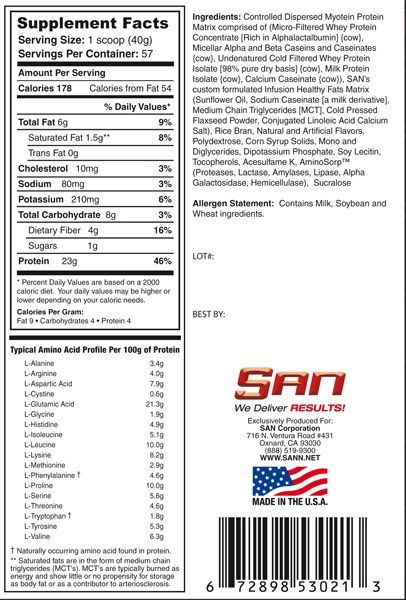 Supplement Facts
Serving Size: 1 scoop (40g)
Servings Per Container: 57
Amount Per Serving
Calories 178 Calories from Fat 54
% Daily Values*
Total Fat 6g 9%
Saturated Fat 1.5g** 8%
Trans Fat 0g
Cholesterol 10mg 3%
Sodium 80mg 3%
Potassium 210mg 6%
Total Carbohydrate 8g 3%
Dietary Fiber 4g 16%
Sugars 1g
Protein 23g 46%
* Percent Daily Values are based on a 2000
caloric diet. Your daily values may be higher or
lower depending on your caloric needs.
Calories Per Gram:
Fat 9 • Carbohydrates 4 • Protein 4
Typical Amino Acid Profile Per 100g of Protein
L-Alanine 3.4g
L-Arginine 4.0g
L-Aspartic Acid 7.9g
L-Cystine 0.6g
L-Glutamic Acid 21.3g
L-Glycine 1.9g
L-Histidine 4.9g
L-Isoleucine 5.1g
L-Leucine 10.0g
L-Lysine 8.2g
L-Methionine 2.9g
L-Phenylalanine † 4.6g
L-Proline 10.0g
L-Serine 5.6g
L-Threonine 4.6g
L-Tryptophan † 1.8g
L-Tyrosine 5.3g
L-Valine 6.3g
† Naturally occurring amino acid found in protein.
** Saturated fats are in the form of medium chain
triglycerides (MCT's). MCT's are typically burned as
energy and show little or no propensity for storage
as body fat or as a contributor to arteriosclerosis.
Ingredients: Controlled Dispersed Myotein Protein
Matrix comprised of (Micro-Filtered Whey Protein
Concentrate [Rich in Alphalactalbumin] {cow},
Micellar Alpha and Beta Caseins and Caseinates
{cow}, Undenatured Cold Filtered Whey Protein
Isolate [98% pure dry basis] {cow}, Milk Protein
Isolate {cow}, Calcium Caseinate {cow}), SAN's
custom formulated Infusion Healthy Fats Matrix
(Sunflower Oil, Sodium Caseinate [a milk derivative],
Medium Chain Triglycerides [MCT], Cold Pressed
Flaxseed Powder, Conjugated Linoleic Acid Calcium
Salt), Rice Bran, Natural and Artificial Flavors,
Polydextrose, Corn Syrup Solids, Mono and
Diglycerides, Dipotassium Phosphate, Soy Lecitin,
Tocopherols, Acesulfame K, AminoSorp™
(Proteases, Lactase, Amylases, Lipase, Alpha
Galactosidase, Hemicellulose), Sucralose
Allergen Statement: Contains Milk, Soybean and
Wheat ingredients.
LOT#:
BEST BY:
SAN
We Deliver RESULTS!
Exclusively Produced For:
SAN Corporation
716 N. Ventura Road #431
Oxnard, CA 93030
(888) 519-9300
WWW.SANN.NET
MADE IN THE U.S.A.
6 72898 53021 3